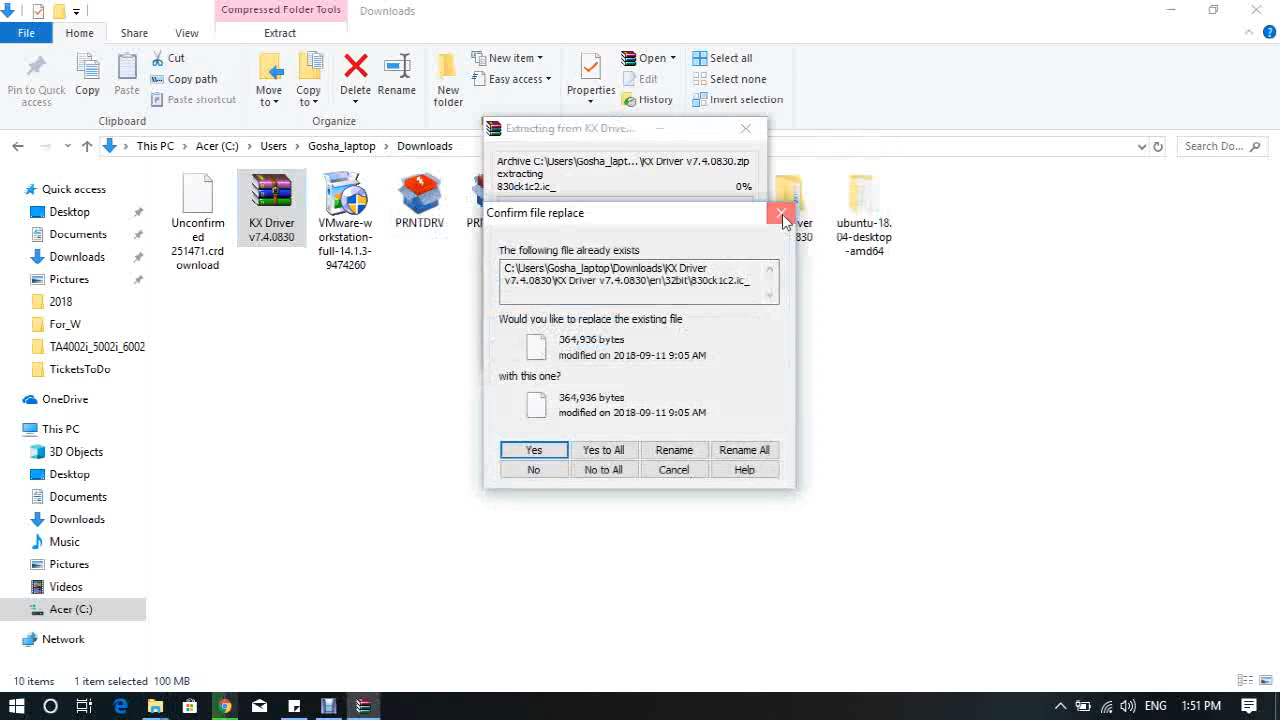 Compressed Folder Tools
Downloads
File
Home
Share
View
Extract
Pin to Quick access
Copy
Paste
Cut
Copy path
Paste shortcut
Move to
Copy to
Delete
Rename
New folder
New item
Easy access
Properties
Open
Edit
History
Select all
Select none
Invert selection
Clipboard
Organize
This PC
Acer (C:)
Users
Gosha_laptop
Downloads
Search Do...
Quick access
Desktop
Documents
Downloads
Pictures
2018
For_W
TA4002i_5002i_6002
TicketsToDo
OneDrive
This PC
3D Objects
Desktop
Documents
Downloads
Music
Pictures
Videos
Acer (C:)
Network
Unconfirm
ed
251471.crd
ownload
KX Driver
v7.4.0830
VMware-w
orkstation-
full-14.1.3-
9474260
PRNTDRV
ubuntu-18.
04-desktop
-amd64
Extracting from KX Drive...
Archive C:\Users\Gosha_lapt...\KX Driver v7.4.0830.zip
extracting
830ck1c2.ic_ 0%
Confirm file replace
The following file already exists
C:\Users\Gosha_laptop\Downloads\KX Driver
v7.4.0830\KX Driver v7.4.0830\en\32bit\830ck1c2.ic_
Would you like to replace the existing file
364,936 bytes
modified on 2018-09-11 9:05 AM
with this one?
364,936 bytes
modified on 2018-09-11 9:05 AM
Yes
Yes to All
Rename
Rename All
No
No to All
Cancel
Help
10 items
1 item selected 100 MB
ENG
1:51 PM